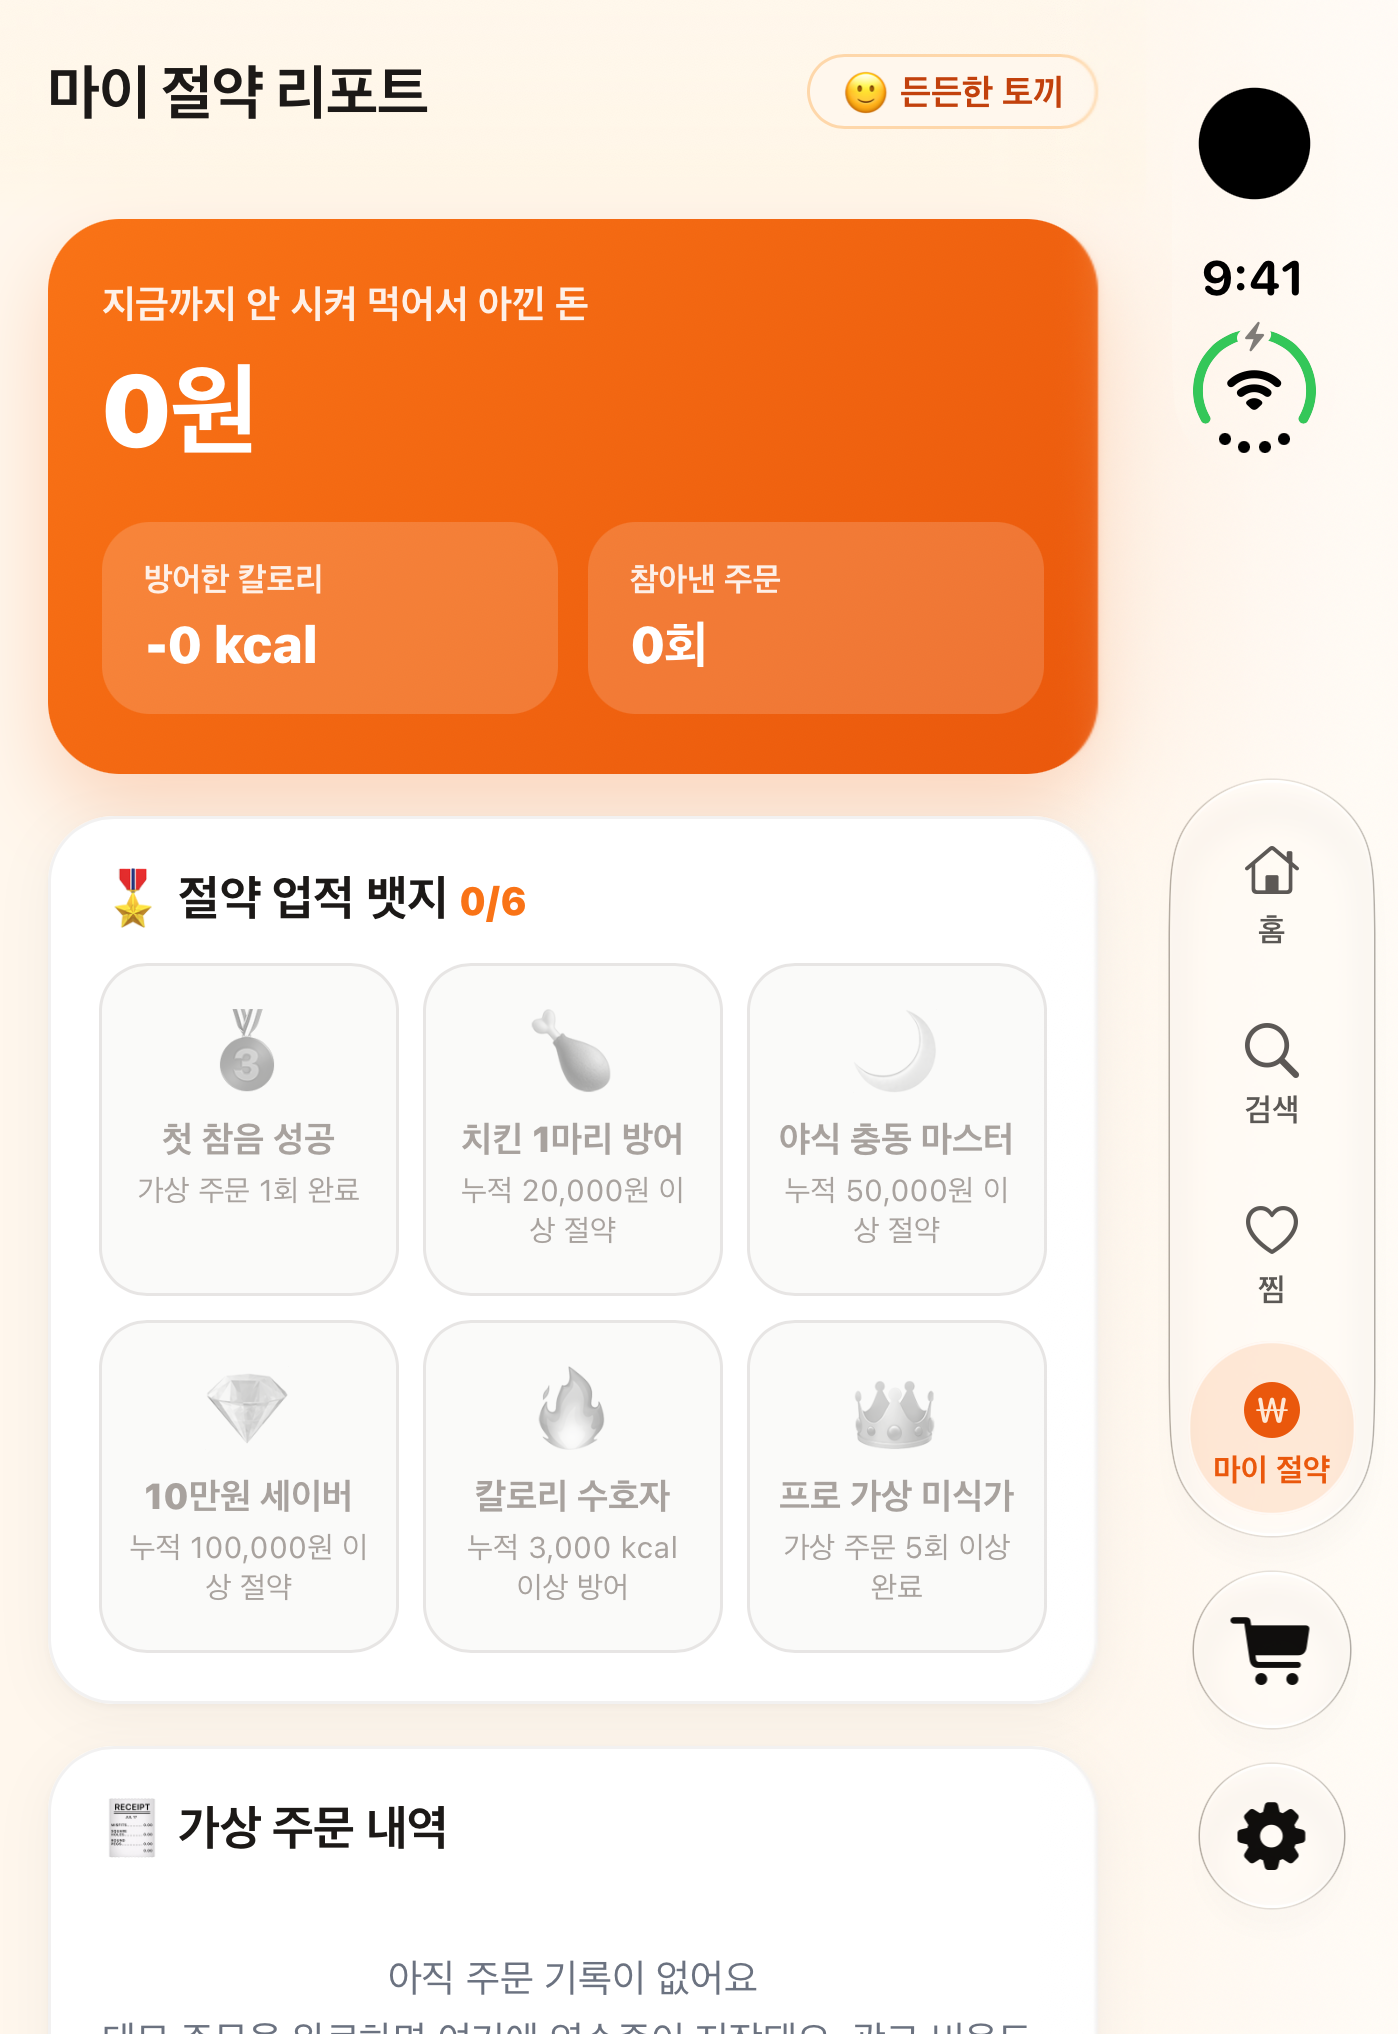 마이 절약 리포트
든든한 토끼
9:41
지금까지 안 시켜 먹어서 아낀 돈
0원
방어한 칼로리
-0 kcal
참아낸 주문
0회
절약 업적 뱃지 0/6
3
첫 참음 성공
가상 주문 1회 완료
치킨 1마리 방어
누적 20,000원 이
상 절약
야식 충동 마스터
누적 50,000원 이
상 절약
10만원 세이버
누적 100,000원 이
상 절약
칼로리 수호자
누적 3,000 kcal
이상 방어
프로 가상 미식가
가상 주문 5회 이상
완료
RECEIPT
가상 주문 내역
아직 주문 기록이 없어요
홈
검색
찜
₩
마이 절약